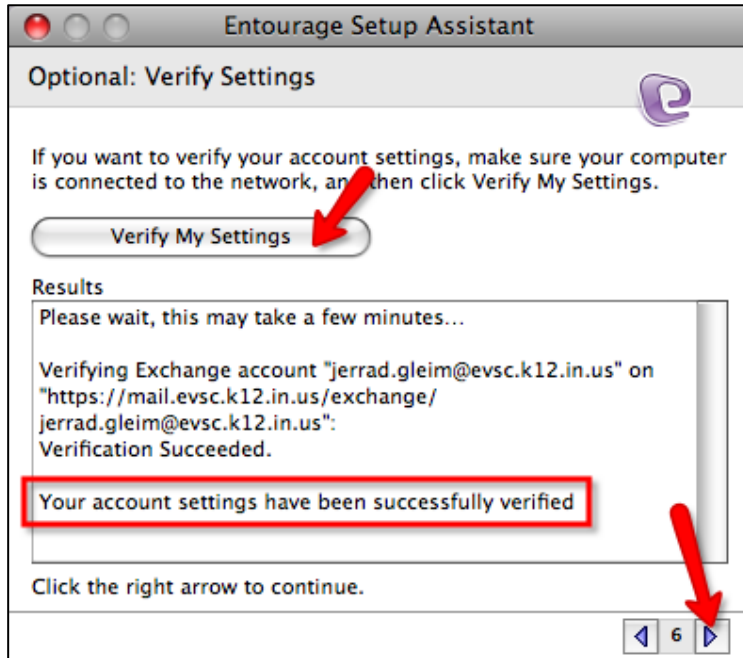 Entourage Setup Assistant
Optional: Verify Settings
If you want to verify your account settings, make sure your computer
is connected to the network, an then click Verify My Settings.
Verify My Settings
Results
Please wait, this may take a few minutes...
Verifying Exchange account "jerrad.gleim@evsc.k12.in.us" on
"https://mail.evsc.k12.in.us/exchange/
jerrad.gleim@evsc.k12.in.us":
Verification Succeeded.
Your account settings have been successfully verified
Click the right arrow to continue.
6